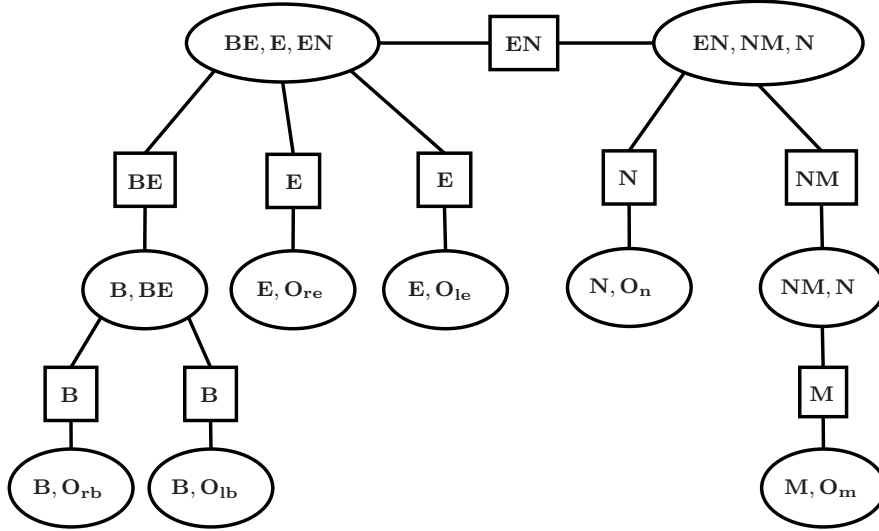 BE, E, EN
EN
EN, NM, N
BE
E
E
N
NM
B, BE
E, O_re
E, O_le
N, O_n
NM, N
B
B
M
B, O_rb
B, O_lb
M, O_m